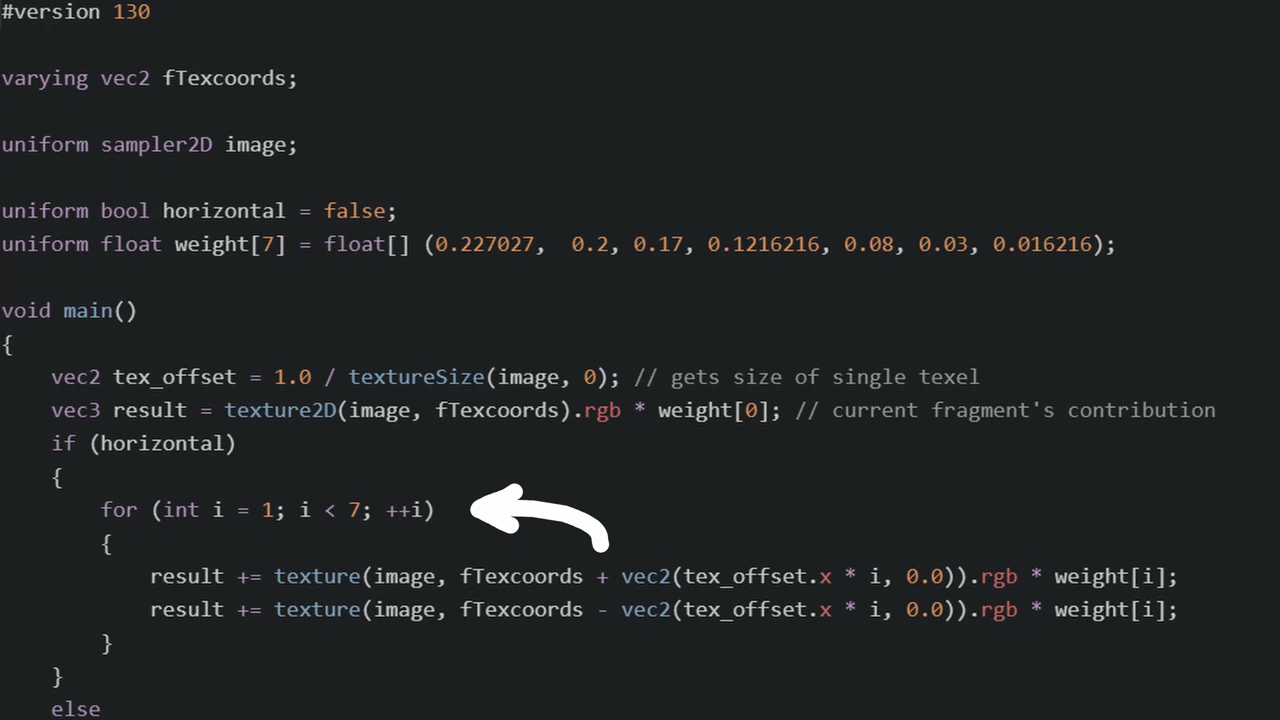 #version 130
varying vec2 fTexcoords;
uniform sampler2D image;
uniform bool horizontal = false;
uniform float weight[7] = float[] (0.227027,  0.2, 0.17, 0.1216216, 0.08, 0.03, 0.016216);
void main()
{
    vec2 tex_offset = 1.0 / textureSize(image, 0); // gets size of single texel
    vec3 result = texture2D(image, fTexcoords).rgb * weight[0]; // current fragment's contribution
    if (horizontal)
    {
        for (int i = 1; i < 7; ++i)
        {
            result += texture(image, fTexcoords + vec2(tex_offset.x * i, 0.0)).rgb * weight[i];
            result += texture(image, fTexcoords - vec2(tex_offset.x * i, 0.0)).rgb * weight[i];
        }
    }
    else